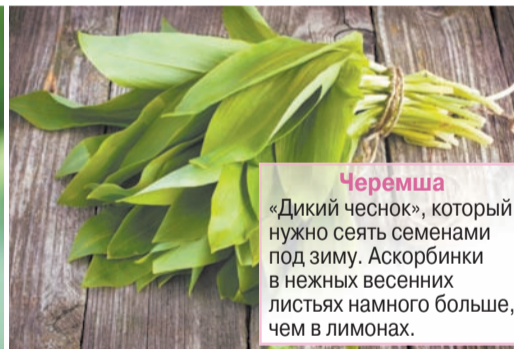 Черемша
«Дикий чеснок», который
нужно сеять семенами
под зиму. Аскорбинки
в нежных весенних
листьях намного больше,
чем в лимонах.